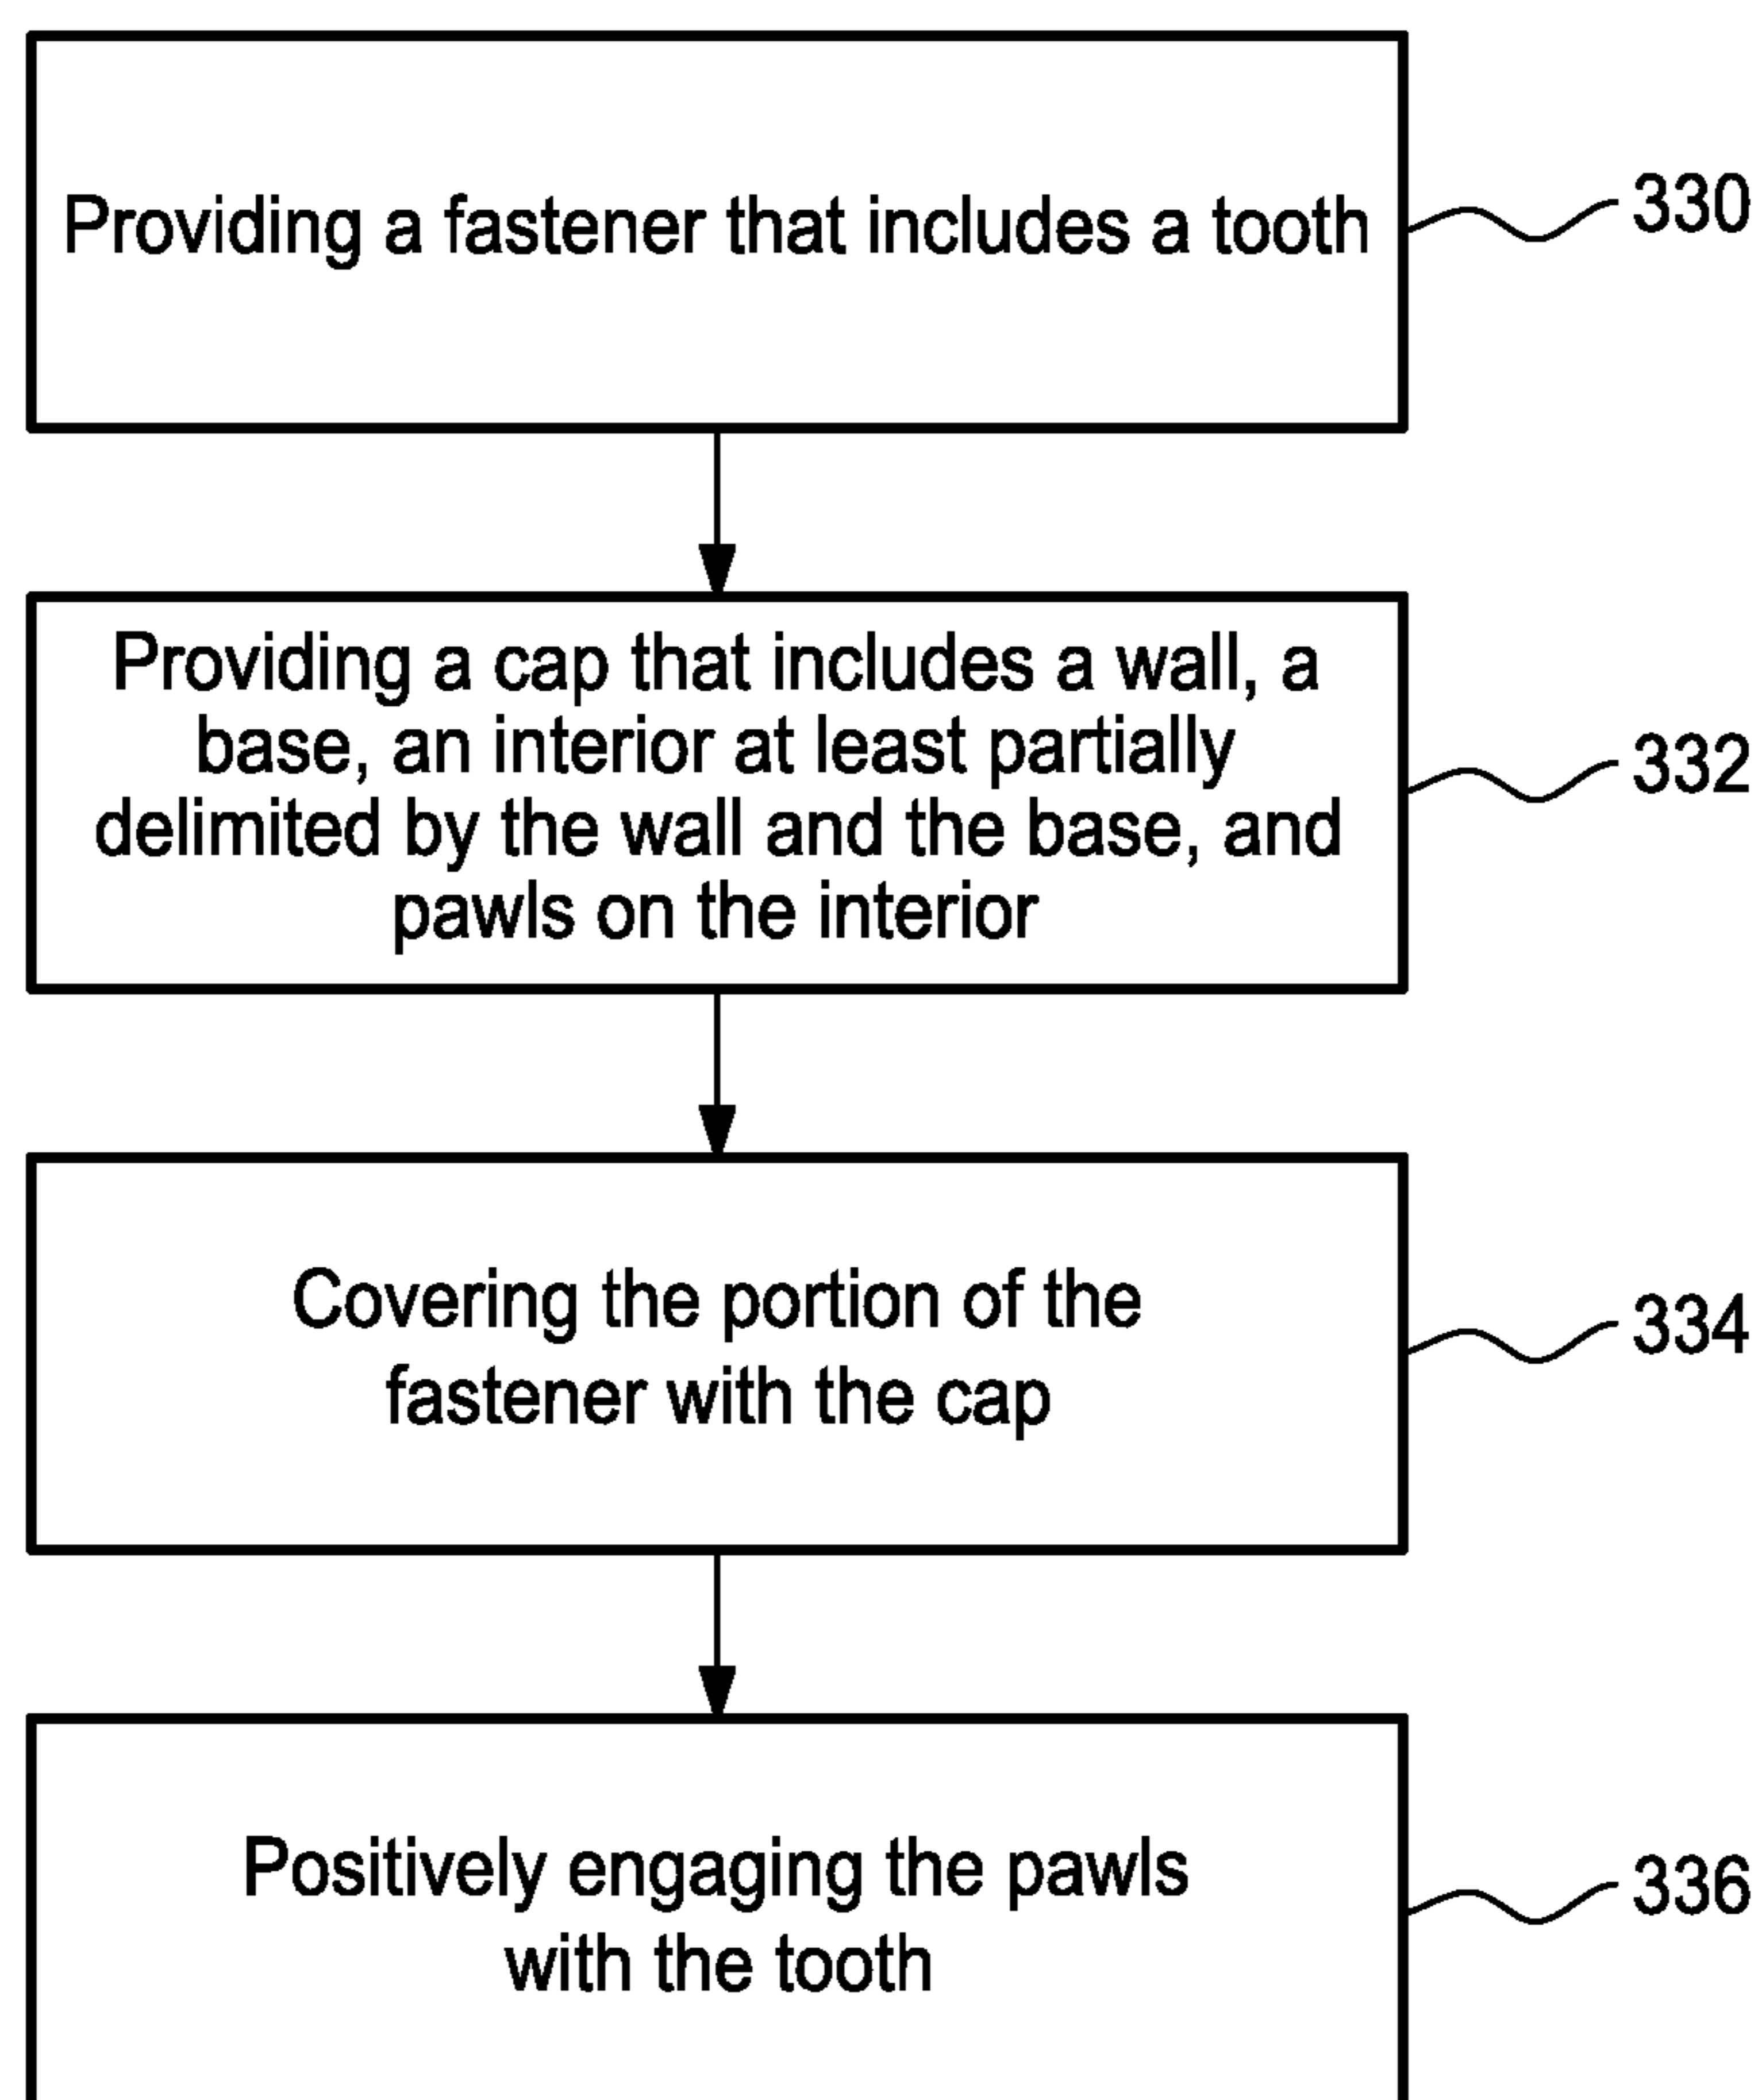 Providing a fastener that includes a tooth
330
Providing a cap that includes a wall, a
base, an interior at least partially
delimited by the wall and the base, and
pawls on the interior
332
Covering the portion of the
fastener with the cap
334
Positively engaging the pawls
with the tooth
336